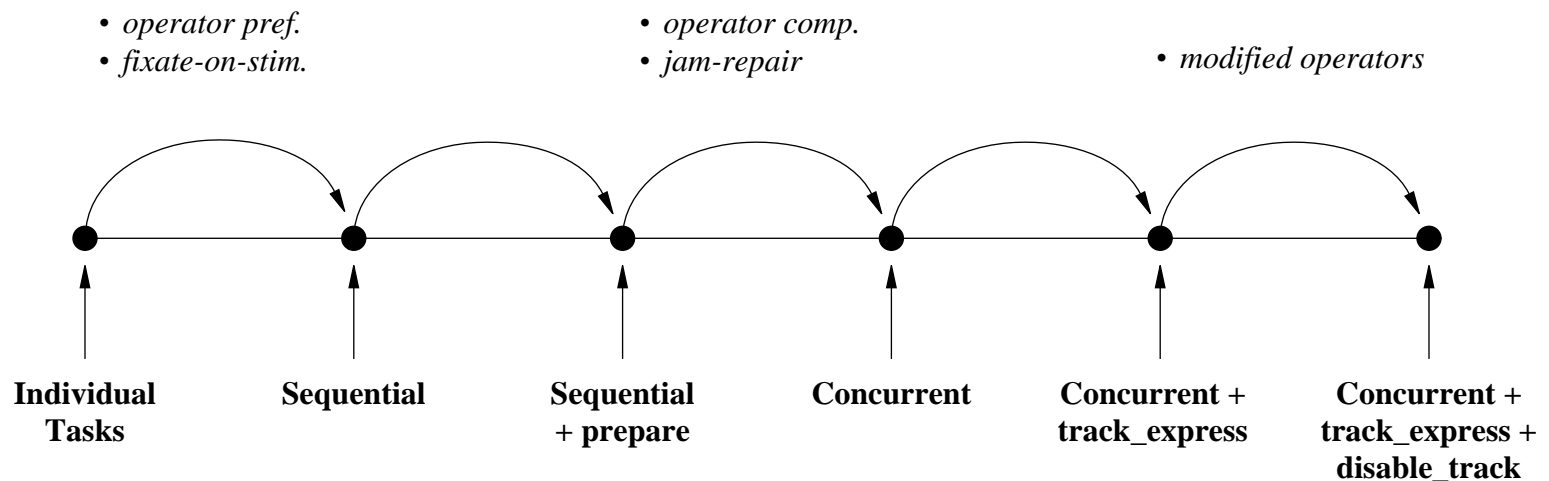 • operator pref.
• fixate-on-stim.
• operator comp.
• jam-repair
• modified operators
Individual
Tasks
Sequential
Sequential
+ prepare
Concurrent
Concurrent +
track_express
Concurrent +
track_express +
disable_track